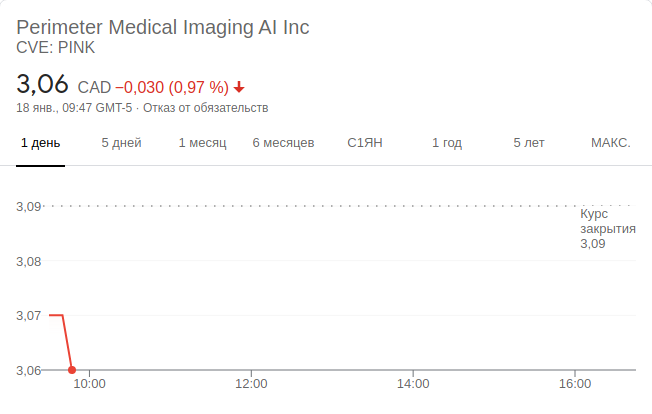 Perimeter Medical Imaging AI Inc
CVE: PINK
3,06 CAD −0,030 (0,97 %)
18 янв., 09:47 GMT-5 · Отказ от обязательств
1 день 5 дней 1 месяц 6 месяцев С1ЯН 1 год 5 лет МАКС.
3,09
Курс
закрытия
3,09
3,08
3,07
3,06
10:00 12:00 14:00 16:00